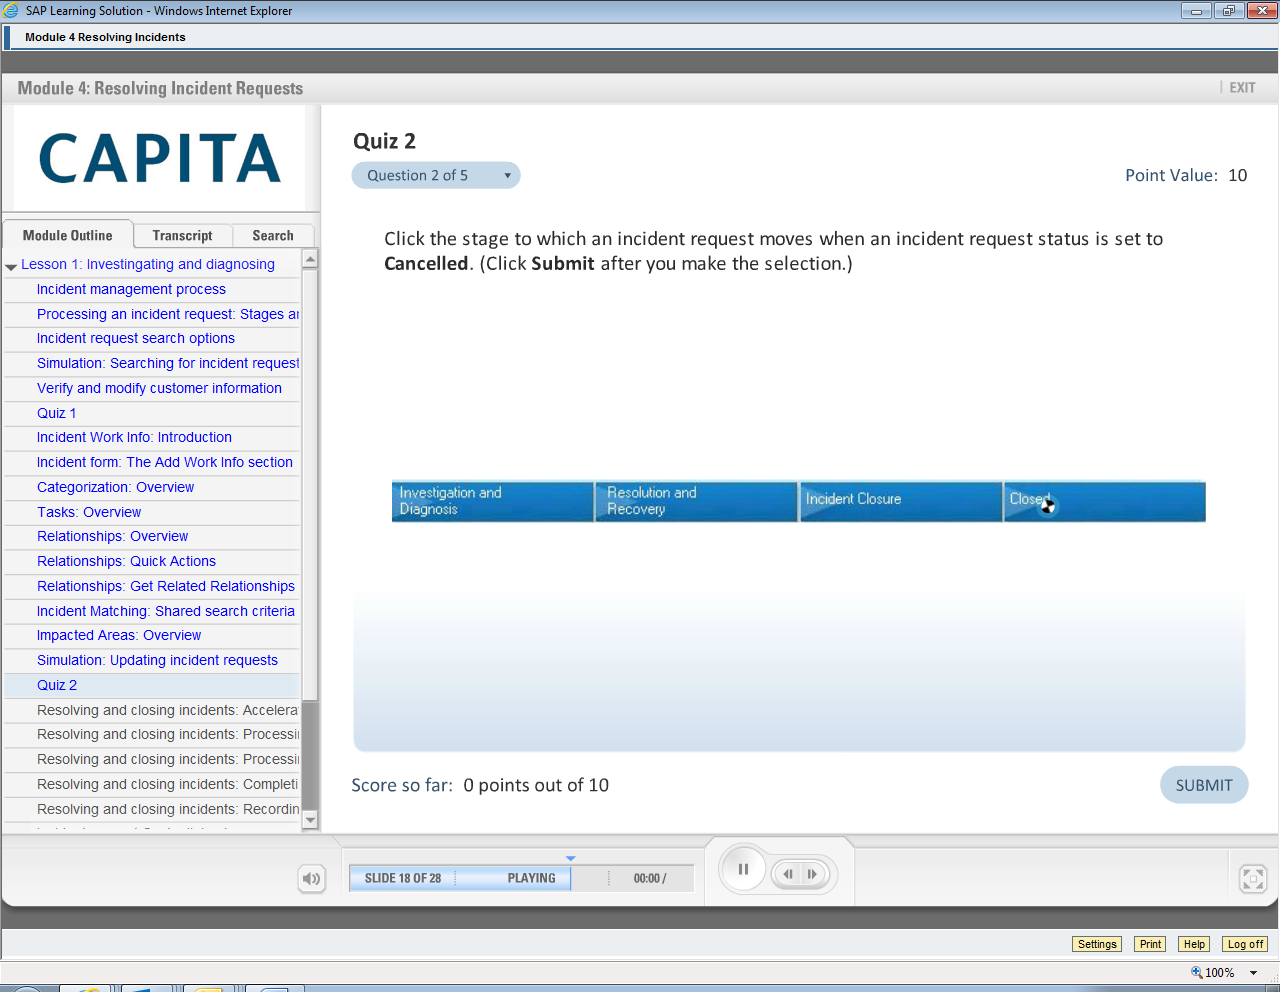 SAP Learning Solution - Windows Internet Explorer
Module 4 Resolving Incidents
Module 4: Resolving Incident Requests
EXIT
CAPITA
Module Outline
Transcript
Search
Lesson 1: Investingating and diagnosing
Incident management process
Processing an incident request: Stages an
Incident request search options
Simulation: Searching for incident request
Verify and modify customer information
Quiz 1
Incident Work Info: Introduction
Incident form: The Add Work Info section
Categorization: Overview
Tasks: Overview
Relationships: Overview
Relationships: Quick Actions
Relationships: Get Related Relationships
Incident Matching: Shared search criteria
Impacted Areas: Overview
Simulation: Updating incident requests
Quiz 2
Resolving and closing incidents: Accelera
Resolving and closing incidents: Processi
Resolving and closing incidents: Processi
Resolving and closing incidents: Completi
Resolving and closing incidents: Recordin
Quiz 2
Question 2 of 5
Point Value: 10
Click the stage to which an incident request moves when an incident request status is set to
Cancelled. (Click Submit after you make the selection.)
Investigation and
Diagnosis
Resolution and
Recovery
Incident Closure
Closed
Score so far: 0 points out of 10
SUBMIT
SLIDE 18 OF 28
PLAYING
00:00 /
Settings
Print
Help
Log off
100%